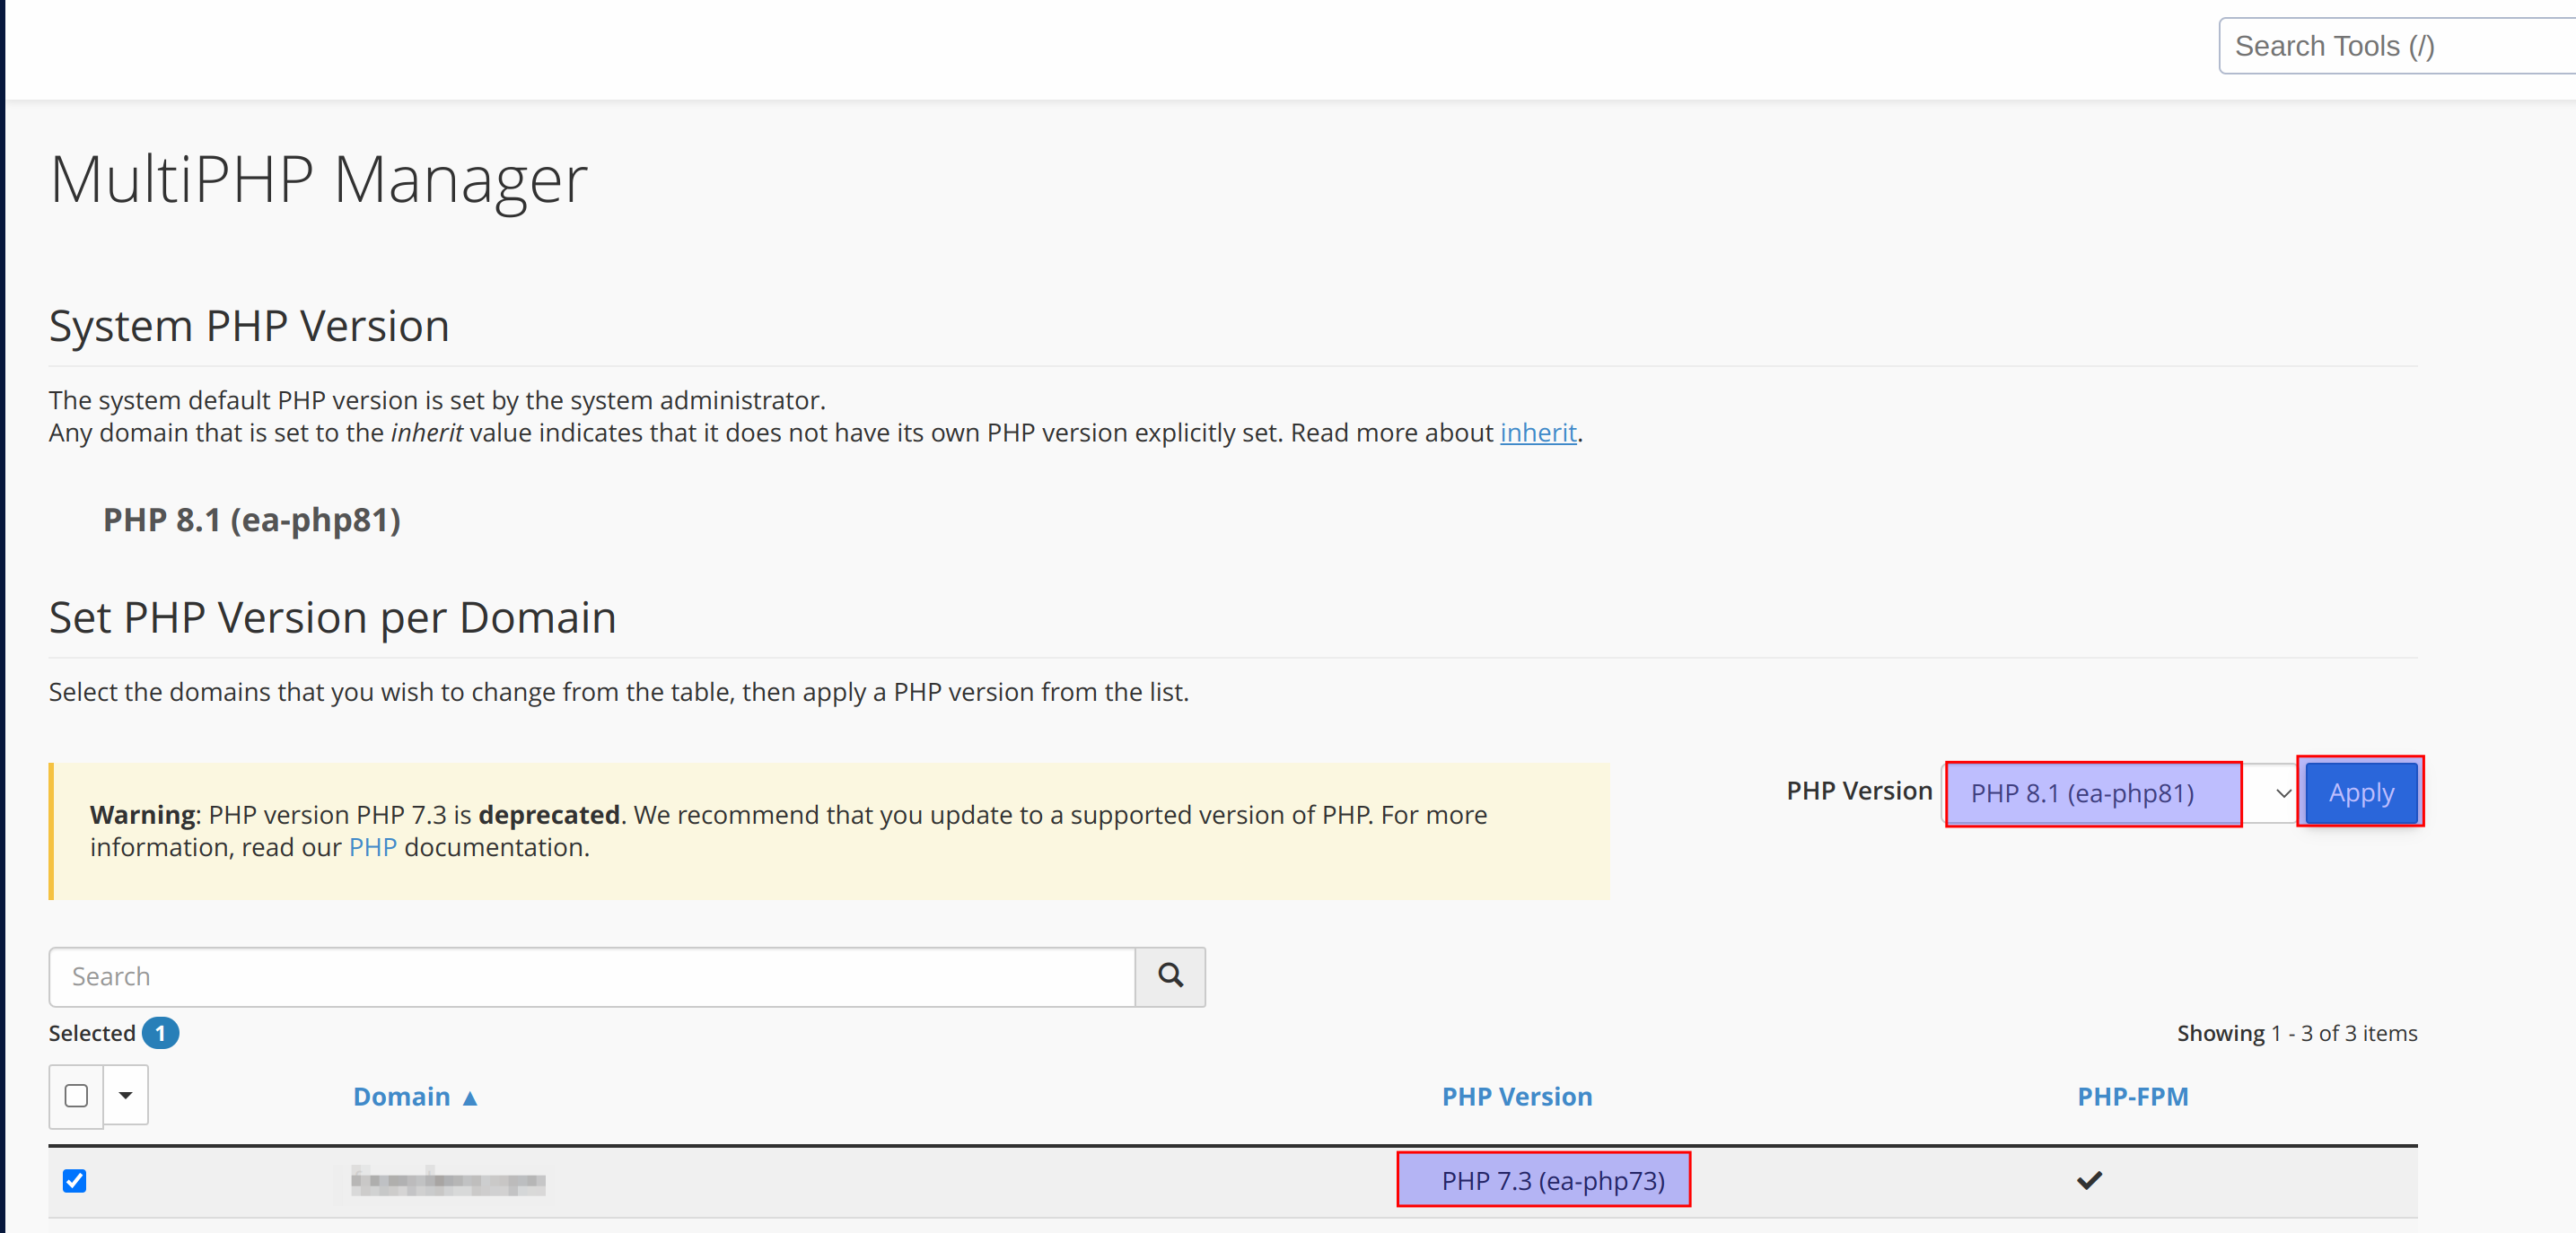 Search Tools (/)
MultiPHP Manager
System PHP Version
The system default PHP version is set by the system administrator.
Any domain that is set to the inherit value indicates that it does not have its own PHP version explicitly set. Read more about inherit.
PHP 8.1 (ea-php81)
Set PHP Version per Domain
Select the domains that you wish to change from the table, then apply a PHP version from the list.
Warning: PHP version PHP 7.3 is deprecated. We recommend that you update to a supported version of PHP. For more
information, read our PHP documentation.
PHP Version PHP 8.1 (ea-php81) Apply
Search
Selected 1
Showing 1 - 3 of 3 items
Domain ▲ PHP Version PHP-FPM
PHP 7.3 (ea-php73)